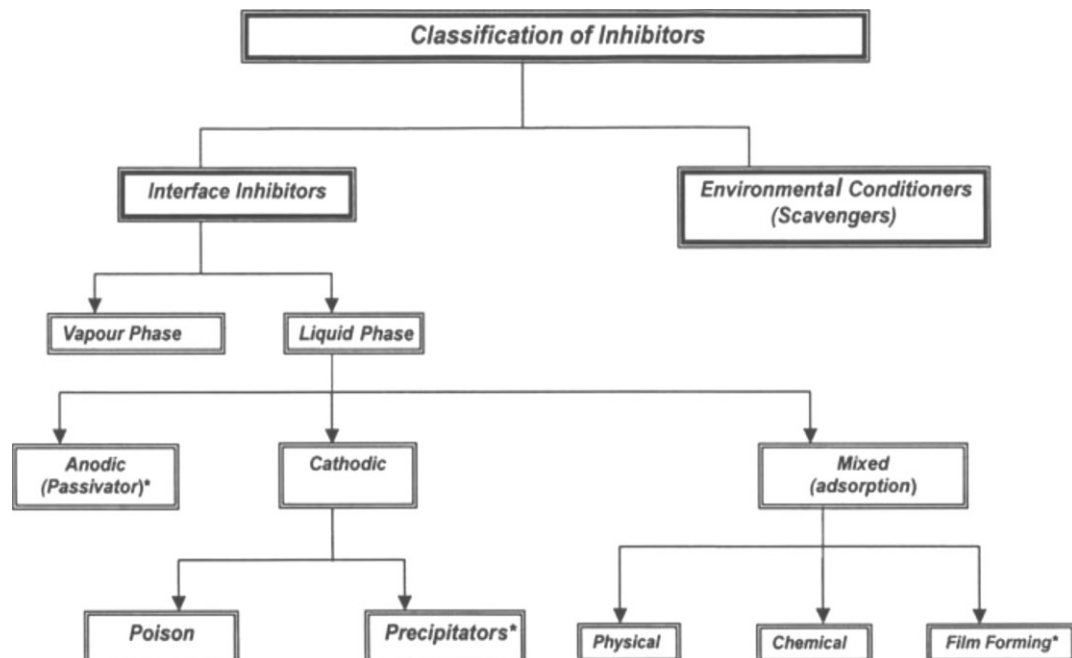 Classification of Inhibitors
Interface Inhibitors
Environmental Conditioners
(Scavengers)
Vapour Phase
Liquid Phase
Anodic
(Passivator)*
Cathodic
Mixed
(adsorption)
Poison
Precipitators*
Physical
Chemical
Film Forming*